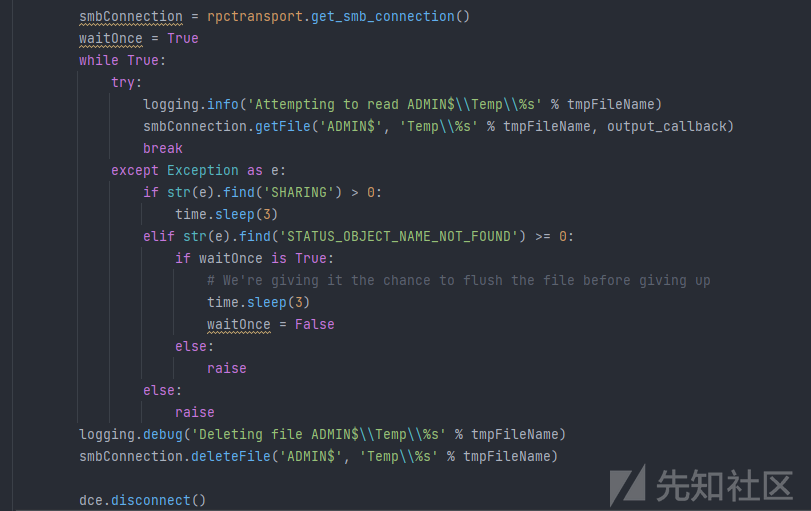 smbConnection = rpctransport.get_smb_connection()
waitOnce = True
while True:
    try:
        logging.info('Attempting to read ADMIN$\\Temp\\%s' % tmpFileName)
        smbConnection.getFile('ADMIN$', 'Temp\\%s' % tmpFileName, output_callback)
        break
    except Exception as e:
        if str(e).find('SHARING') > 0:
            time.sleep(3)
        elif str(e).find('STATUS_OBJECT_NAME_NOT_FOUND') >= 0:
            if waitOnce is True:
                # We're giving it the chance to flush the file before giving up
                time.sleep(3)
                waitOnce = False
            else:
                raise
        else:
            raise
logging.debug('Deleting file ADMIN$\\Temp\\%s' % tmpFileName)
smbConnection.deleteFile('ADMIN$', 'Temp\\%s' % tmpFileName)
dce.disconnect()
先知社区